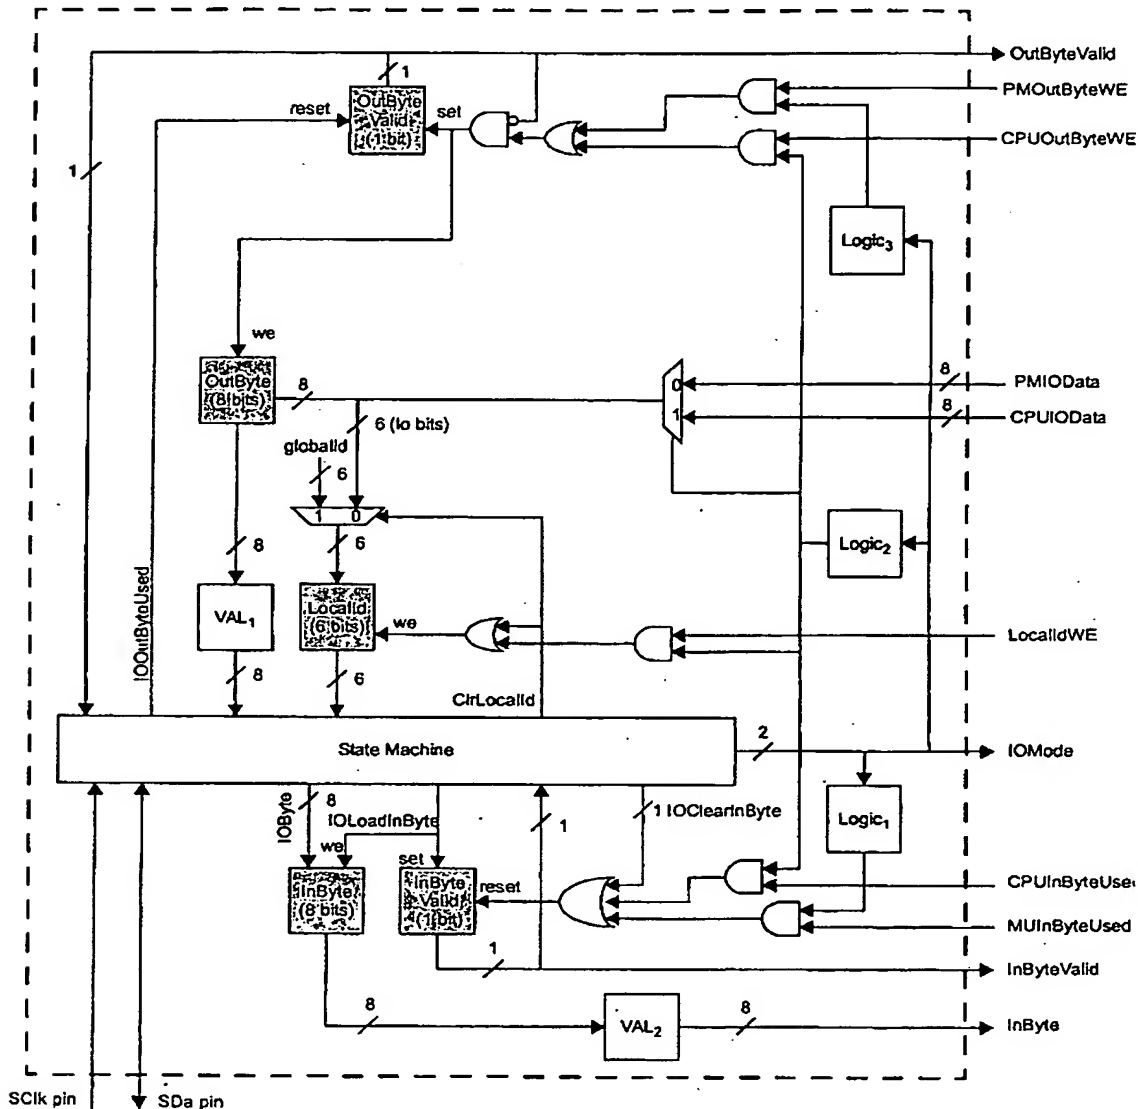 OutByteValid
1
PMOutByteWE
reset
OutByte
Valid
(1 bit)
set
CPUOutByteWE
1
Logic3
we
OutByte
(8 bits)
8
0
8
PMIOData
1
8
CPUIOData
6 (lo bits)
globalId
6
1 0
8
6
Logic2
IOOutByteUsed
VAL1
LocalId
(6 bits)
we
LocalIdWE
8
6
ClrLocalId
State Machine
2
IOMode
IOByte
8
IOLoadInByte
1
1 IOClearInByte
Logic1
we
set
InByte
(8 bits)
InByte
Valid
(1 bit)
reset
CPUInByteUsed
MUInByteUsed
1
InByteValid
8
VAL2
8
InByte
SClk pin
SDa pin